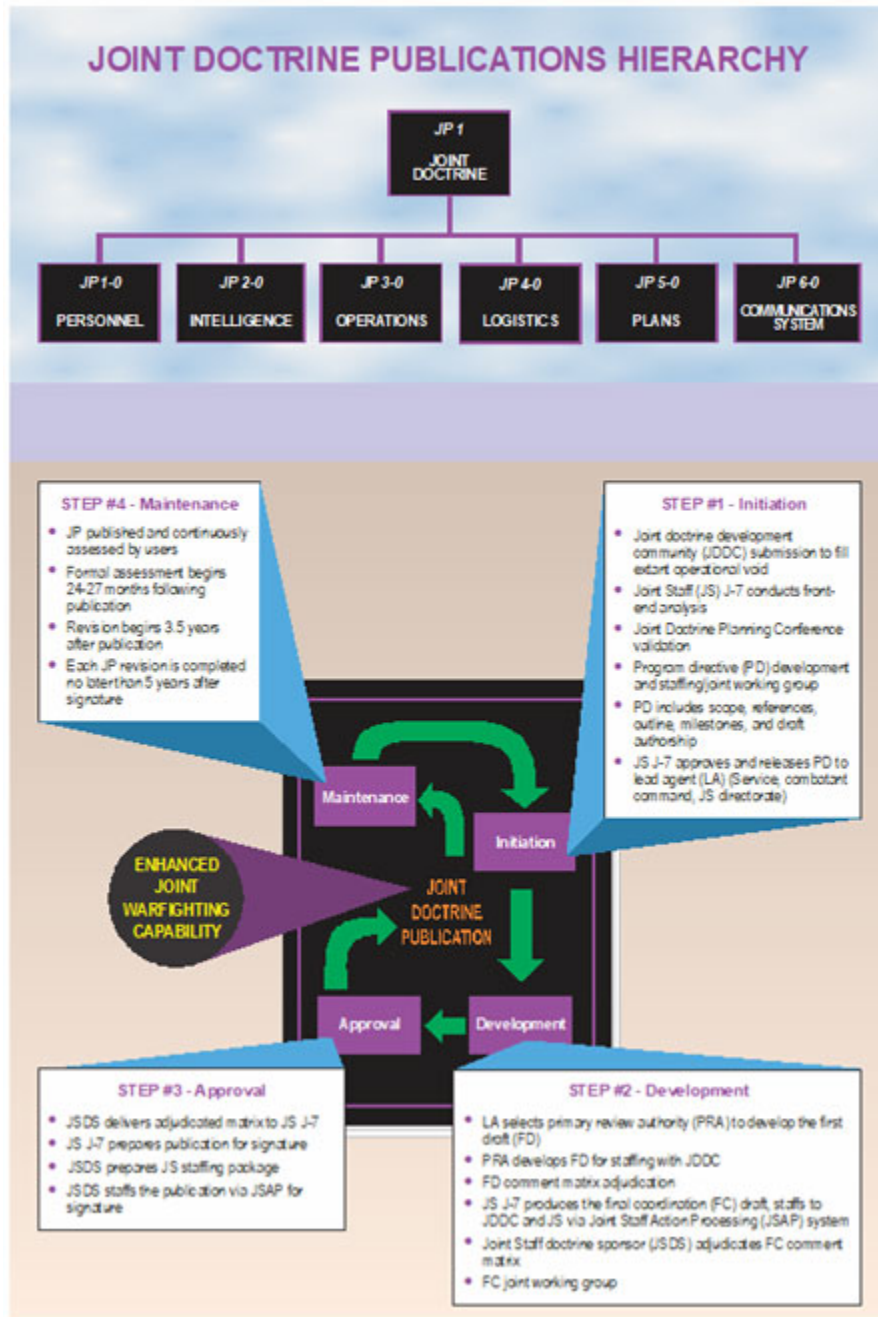 JOINT DOCTRINE PUBLICATIONS HIERARCHY
JP 1
JOINT
DOCTRINE
JP 1-0
PERSONNEL
JP 2-0
INTELLIGENCE
JP 3-0
OPERATIONS
JP 4-0
LOGISTICS
JP 5-0
PLANS
JP 6-0
COMMUNICATIONS
SYSTEM
STEP #4 - Maintenance
• JP published and continuously
assessed by users
• Formal assessment begins
24-27 months following
publication
• Revision begins 3.5 years
after publication
• Each JP revision is completed
no later than 5 years after
signature
STEP #1 - Initiation
• Joint doctrine development
community (JDDC) submission to fill
extant operational void
• Joint Staff (JS) J-7 conducts front-
end analysis
• Joint Doctrine Planning Conference
validation
• Program directive (PD) development
and staffing/joint working group
• PD includes scope, references,
outline, milestones, and draft
authorship
• JS J-7 approves and releases PD to
lead agent (LA) (Service, combatant
command, JS directorate)
Maintenance
Initiation
ENHANCED
JOINT
WARFIGHTING
CAPABILITY
JOINT
DOCTRINE
PUBLICATION
Approval
Development
STEP #3 - Approval
• JSDS delivers adjudicated matrix to JS J-7
• JS J-7 prepares publication for signature
• JSDS prepares JS staffing package
• JSDS staffs the publication via JSAP for
signature
STEP #2 - Development
• LA selects primary review authority (PRA) to develop the first
draft (FD)
• PRA develops FD for staffing with JDDC
• FD comment matrix adjudication
• JS J-7 produces the final coordination (FC) draft, staffs to
JDDC and JS via Joint Staff Action Processing (JSAP) system
• Joint Staff doctrine sponsor (JSDS) adjudicates FC comment
matrix
• FC joint working group